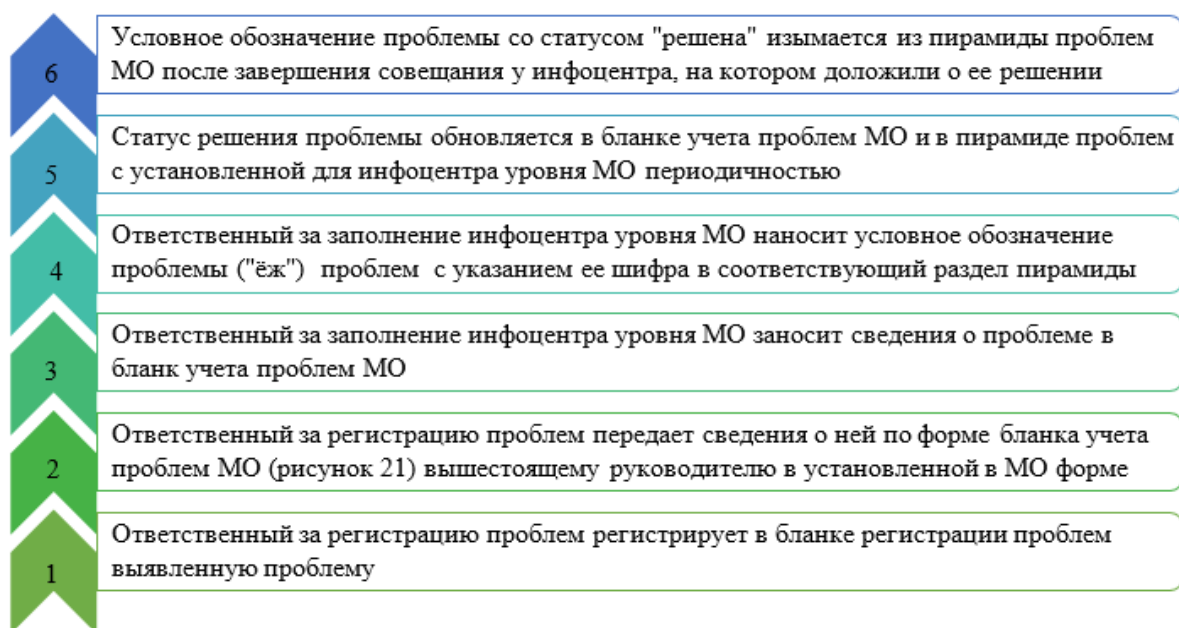 6
Условное обозначение проблемы со статусом "решена" изымается из пирамиды проблем
МО после завершения совещания у инфоцентра, на котором доложили о ее решении
5
Статус решения проблемы обновляется в бланке учета проблем МО и в пирамиде проблем
с установленной для инфоцентра уровня МО периодичностью
4
Ответственный за заполнение инфоцентра уровня МО наносит условное обозначение
проблемы ("ёж")  проблем  с указанием ее шифра в соответствующий раздел пирамиды
3
Ответственный за заполнение инфоцентра уровня МО заносит сведения о проблеме в
бланк учета проблем МО
2
Ответственный за регистрацию проблем передает сведения о ней по форме бланка учета
проблем МО (рисунок 21) вышестоящему руководителю в установленной в МО форме
1
Ответственный за регистрацию проблем регистрирует в бланке регистрации проблем
выявленную проблему